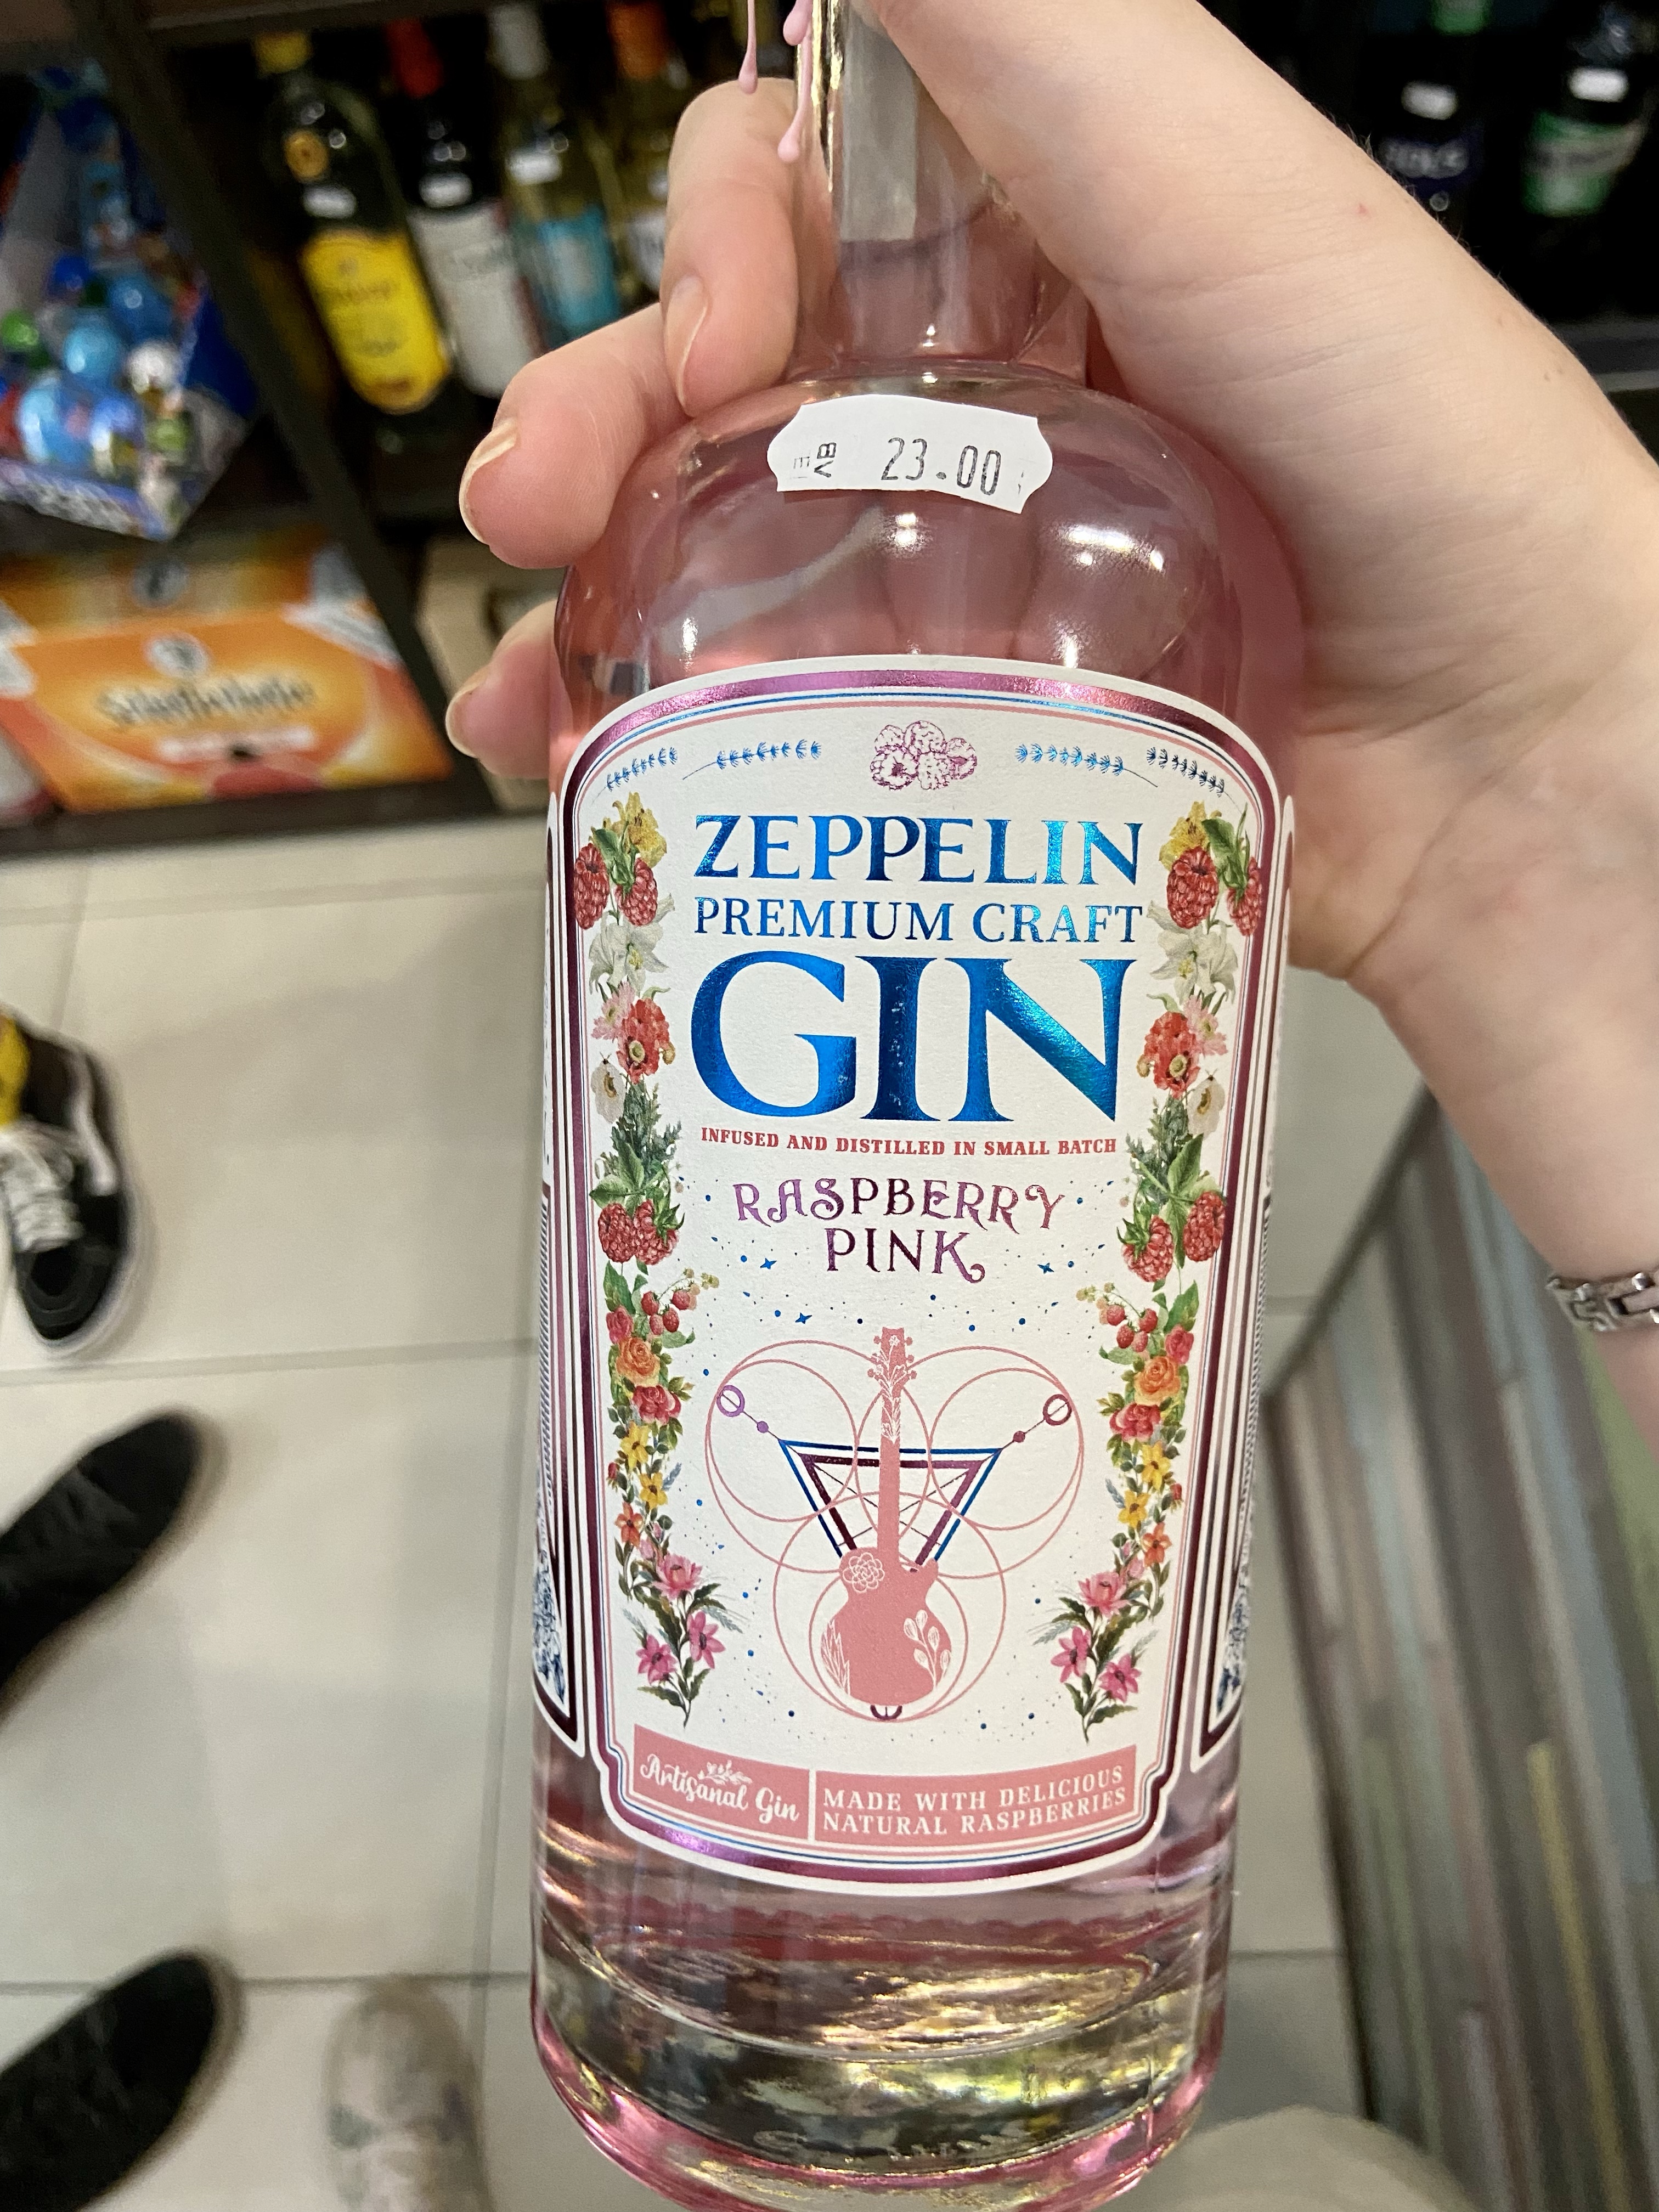 23.00
ZEPPELIN
PREMIUM CRAFT
GIN
INFUSED AND DISTILLED IN SMALL BATCH
RASPBERRY
PINK
Artisanal Gin
MADE WITH DELICIOUS
NATURAL RASPBERRIES